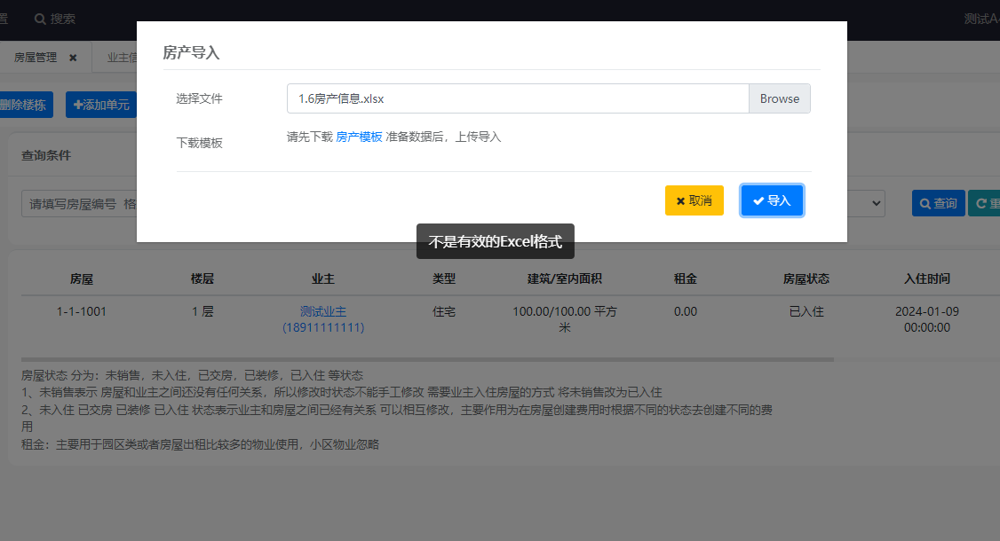 置 搜索 测试A
房屋管理 ✖ 业主信
房产导入
选择文件 1.6房产信息.xlsx Browse
删除楼栋 添加单元
下载模板 请先下载 房产模板 准备数据后，上传导入
查询条件
取消 导入
请填写房屋编号 格 查询 重
不是有效的Excel格式
房屋 楼层 业主 类型 建筑/室内面积 租金 房屋状态 入住时间
1-1-1001 1 层 测试业主 住宅 100.00/100.00 平方 0.00 已入住 2024-01-09
(18911111111) 米 00:00:00
房屋状态 分为：未销售，未入住，已交房，已装修，已入住 等状态
1、未销售表示 房屋和业主之间还没有任何关系，所以修改时状态不能手工修改 需要业主入住房屋的方式 将未销售改为已入住
2、未入住 已交房 已装修 已入住 状态表示业主和房屋之间已经有关系 可以相互修改，主要作用为在房屋创建费用时根据不同的状态去创建不同的费
用
租金：主要用于园区类或者房屋出租比较多的物业使用，小区物业忽略